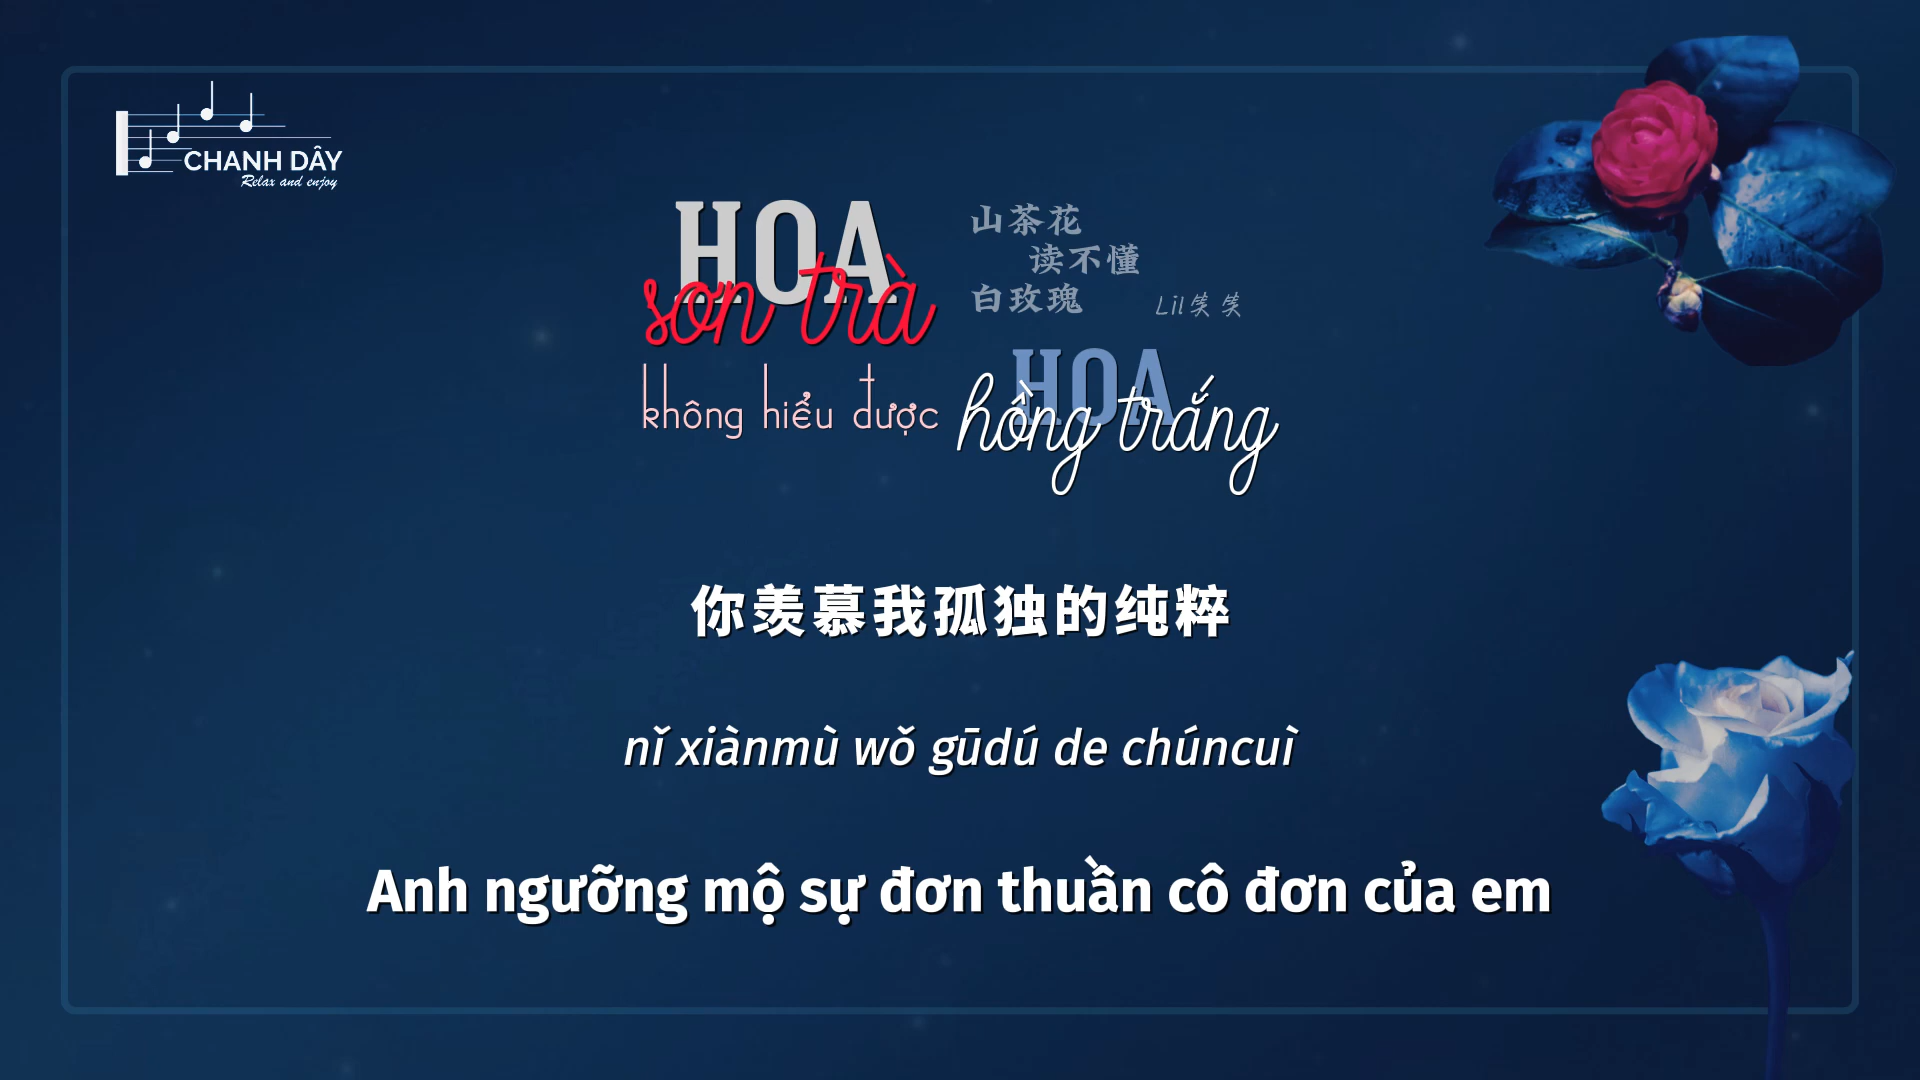 CHANH DÂY
Relax and enjoy
HOA
sơn trà
không hiểu được
HOA
hồng trắng
山茶花
读不懂
白玫瑰
Lil笑笑
你羡慕我孤独的纯粹
nǐ xiànmù wǒ gūdú de chúncuì
Anh ngưỡng mộ sự đơn thuần cô đơn của em